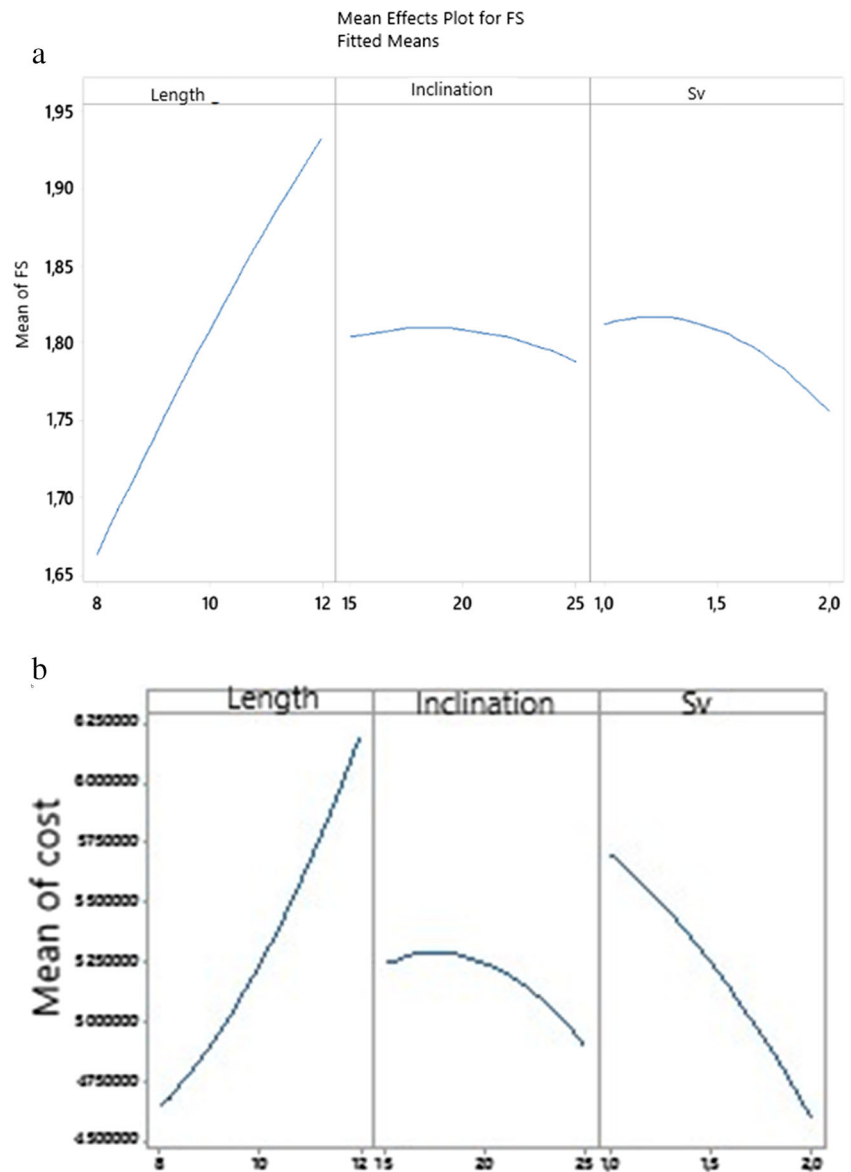 Mean Effects Plot for FS
Fitted Means
a
Length
Inclination
Sv
1,95
1,90
1,85
1,80
1,75
1,70
1,65
Mean of FS
8 10 12 15 20 25 1,0 1,5 2,0
b
Length
Inclination
Sv
6250000
6000000
5750000
5500000
5250000
5000000
4750000
4500000
Mean of cost
8 10 12 15 20 25 1,0 1,5 2,0